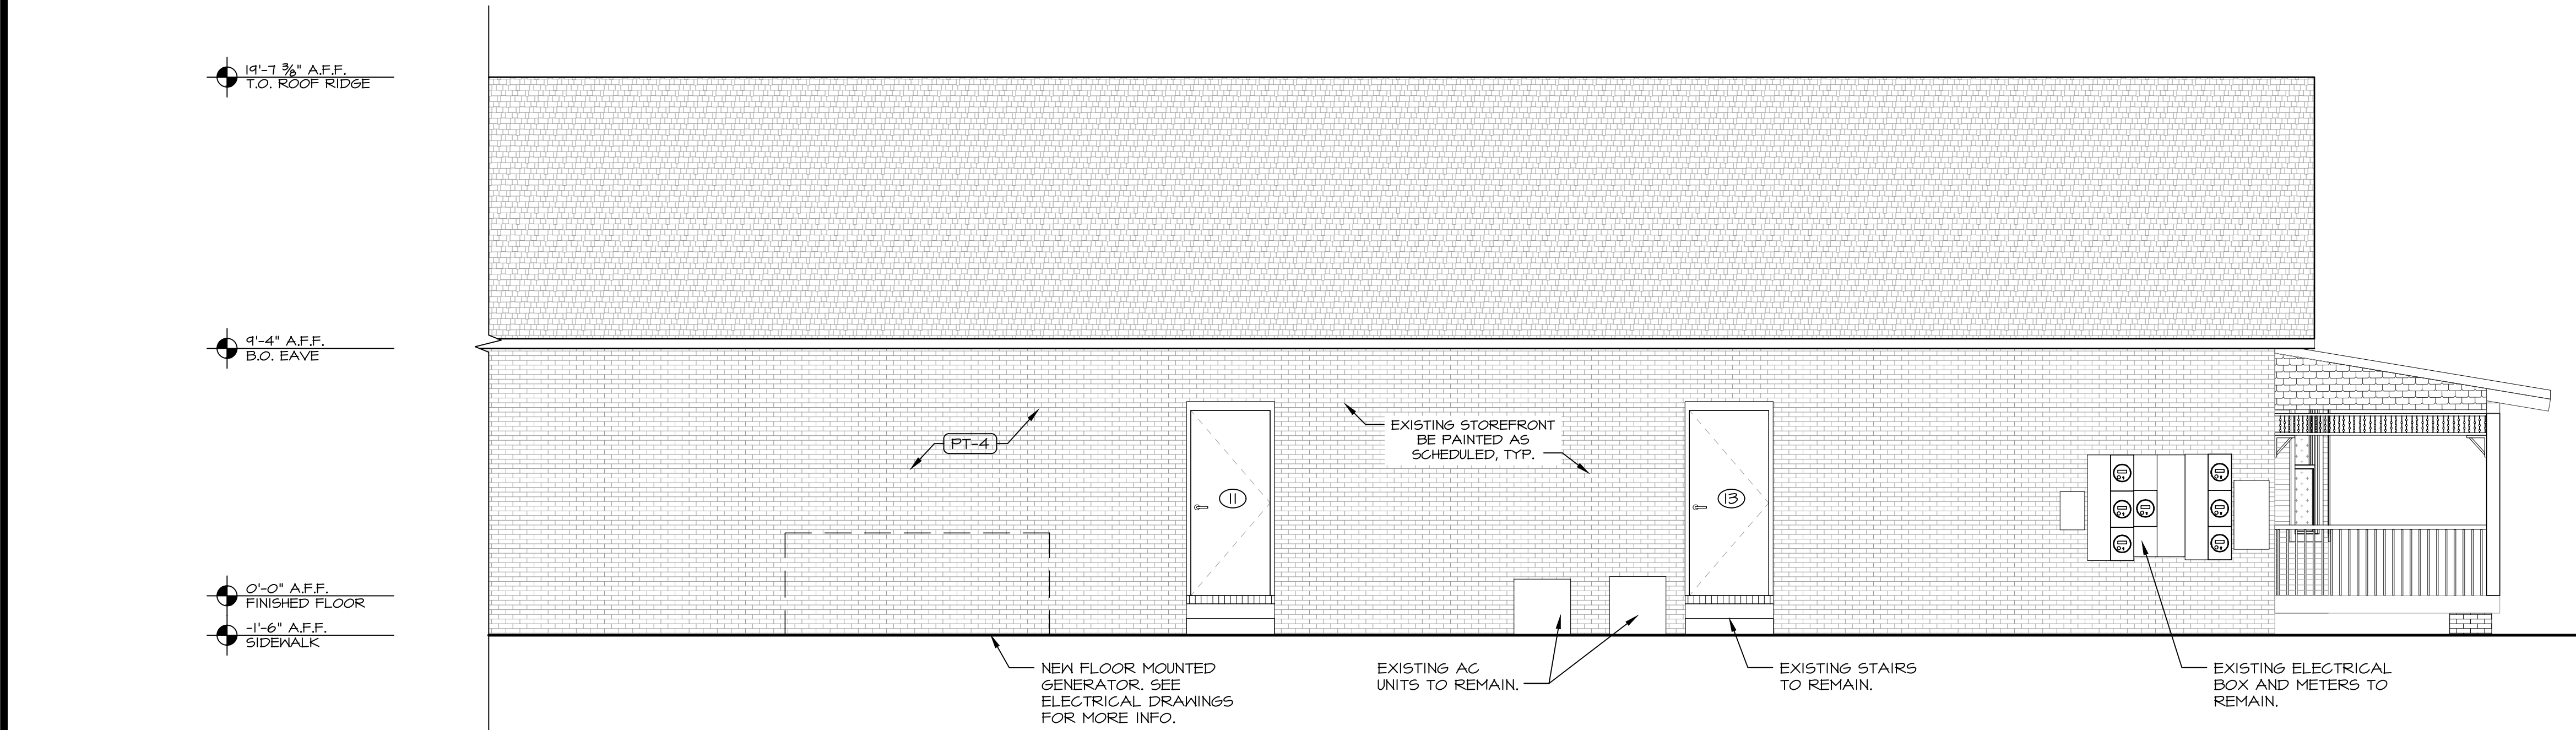 19'-7 ⅜" A.F.F.
T.O. ROOF RIDGE
9'-4" A.F.F.
B.O. EAVE
PT-4
EXISTING STOREFRONT
BE PAINTED AS
SCHEDULED, TYP.
11
13
0'-0" A.F.F.
FINISHED FLOOR
-1'-6" A.F.F.
SIDEWALK
NEW FLOOR MOUNTED
GENERATOR. SEE
ELECTRICAL DRAWINGS
FOR MORE INFO.
EXISTING AC
UNITS TO REMAIN.
EXISTING STAIRS
TO REMAIN.
EXISTING ELECTRICAL
BOX AND METERS TO
REMAIN.